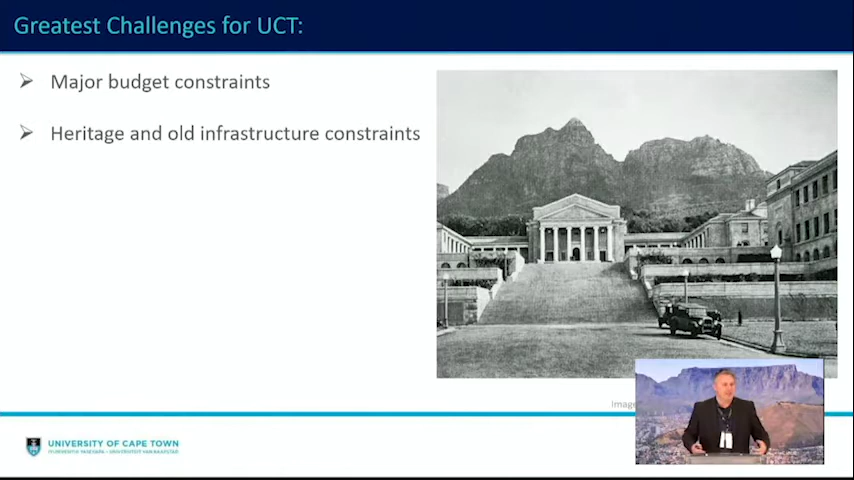 Greatest Challenges for UCT:
Major budget constraints
Heritage and old infrastructure constraints
Image
UNIVERSITY OF CAPE TOWN